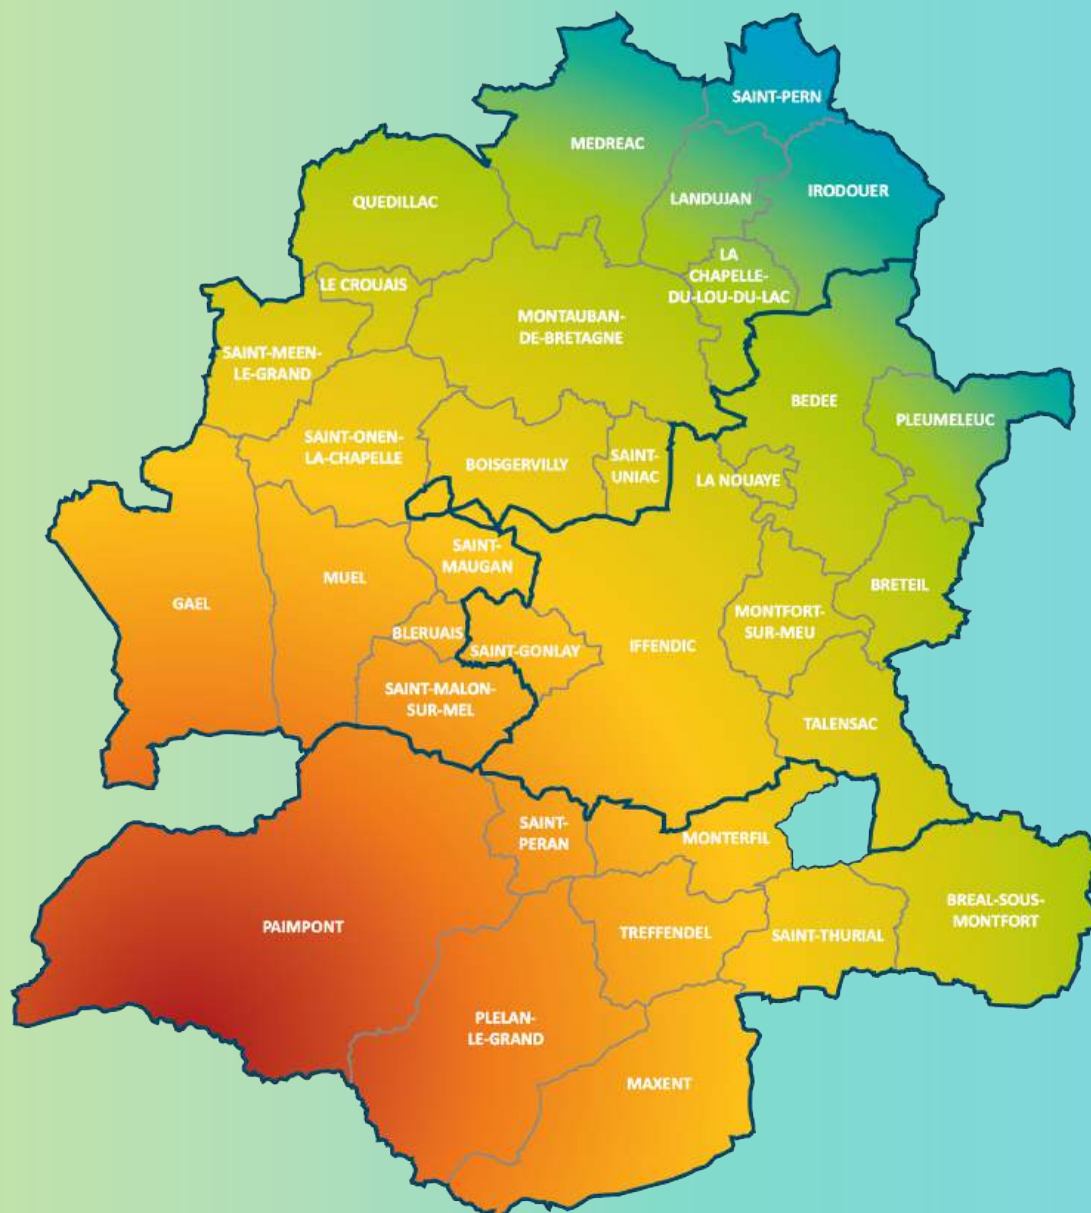 SAINT-PERN
MEDREAC
IRODOUER
LANDUJAN
QUEDILLAC
LA
CHAPELLE-
DU-LOU-DU-LAC
LE CROUAIS
MONTAUBAN-
DE-BRETAGNE
SAINT-MEEN-
LE-GRAND
BEDEE
PLEUMELEUC
SAINT-ONEN-
LA-CHAPELLE
BOISGERVILLY
SAINT-
UNIAC
LA NOUAYE
SAINT-
MAUGAN
MUEL
GAEL
BRETEIL
MONTFORT-
SUR-MEU
BLERUAIS
SAINT-GONLAY
IFFENDIC
SAINT-MALON-
SUR-MEL
TALENSAC
SAINT-
PERAN
MONTERFIL
BREAL-SOUS-
MONTFORT
PAIMPONT
TREFFENDEL
SAINT-THURIAL
PLELAN-
LE-GRAND
MAXENT